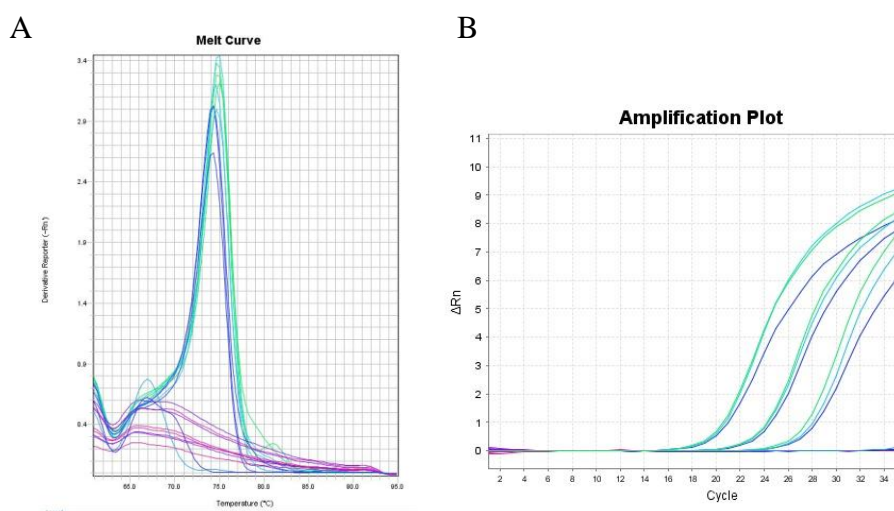 A
B
Melt Curve
3.4
2.9
2.4
1.9
1.4
0.9
0.4
Derivative Reporter (-Rn')
65.0 70.0 75.0 80.0 85.0 90.0 95.0
Temperature (°C)
Amplification Plot
11
10
9
8
7
6
5
4
3
2
1
0
ΔRn
2 4 6 8 10 12 14 16 18 20 22 24 26 28 30 32 34
Cycle